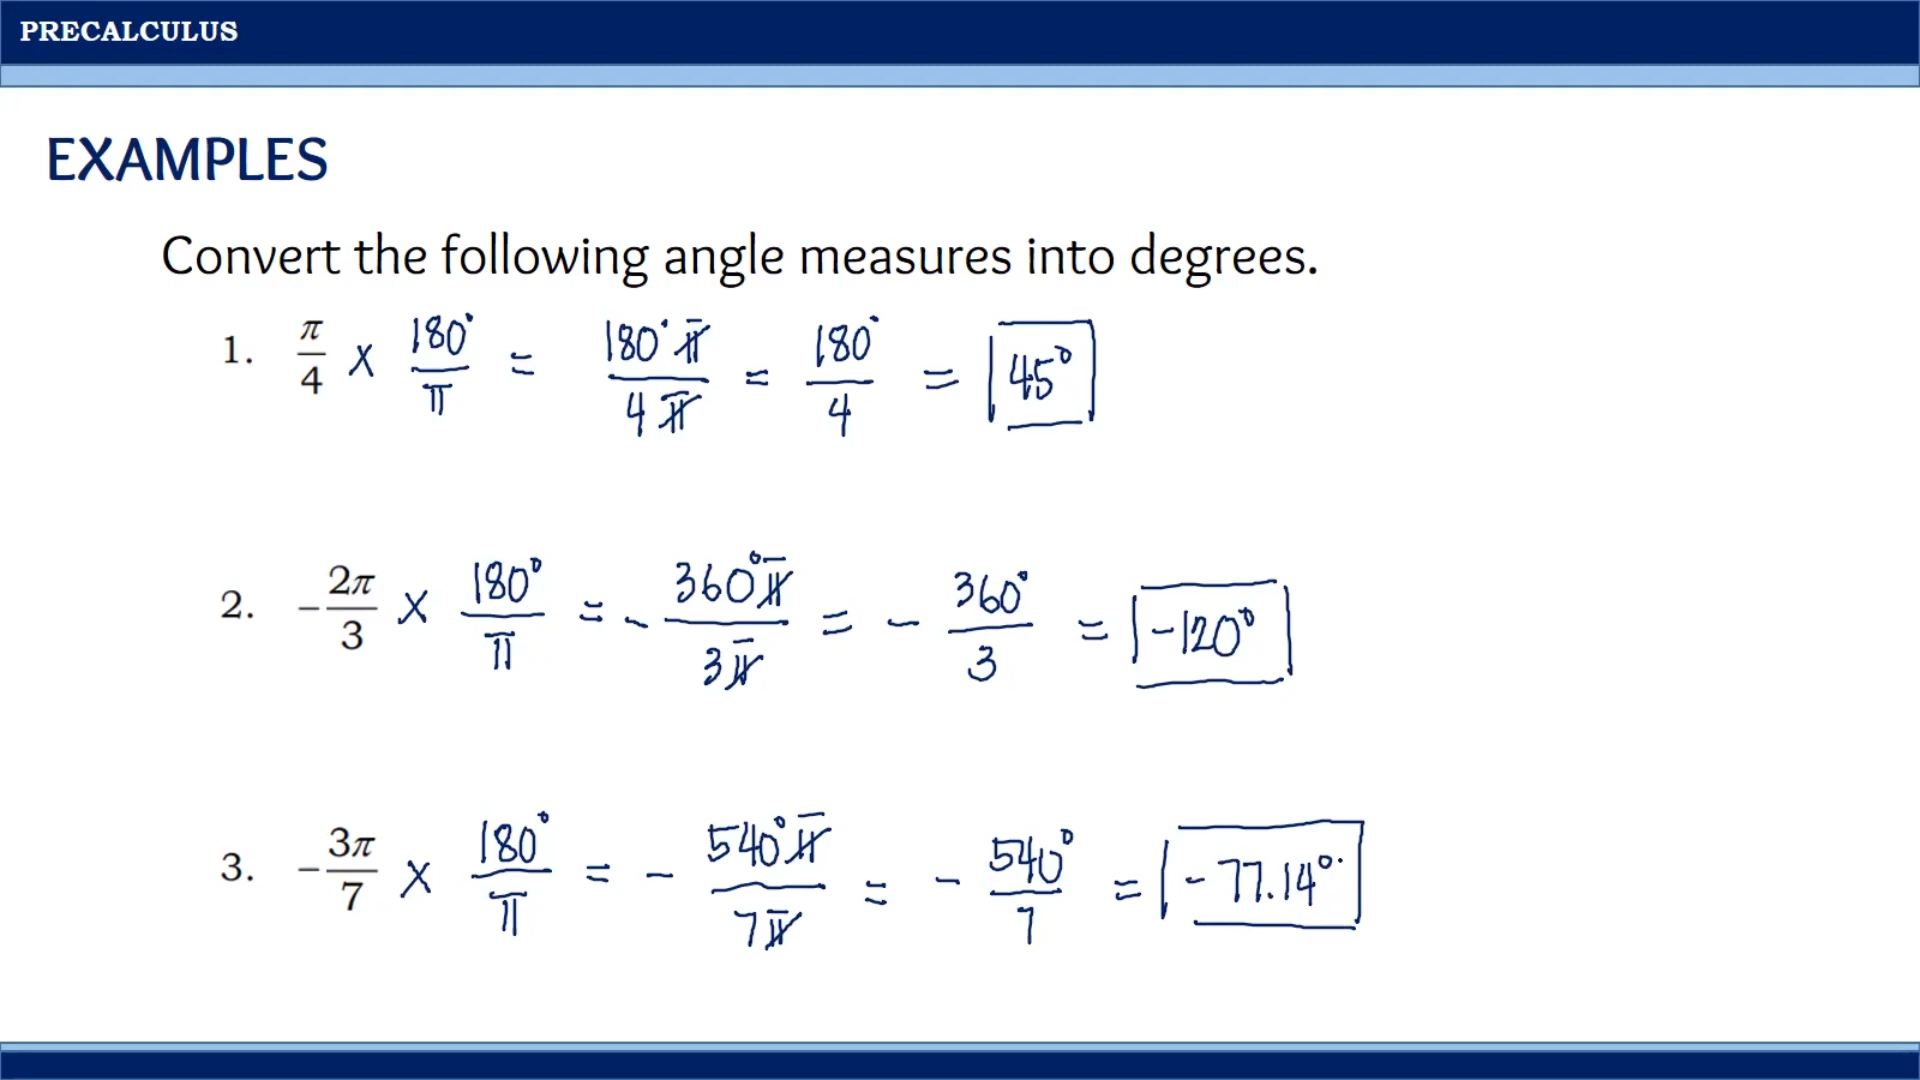 PRECALCULUS
EXAMPLES
Convert the following angle measures into degrees.
1. π/4 × 180°/π = 180°π/4π = 180°/4 = 45°
2. -2π/3 × 180°/π = -360°π/3π = -360°/3 = -120°
3. -3π/7 × 180°/π = -540°π/7π = -540°/7 = -77.14°